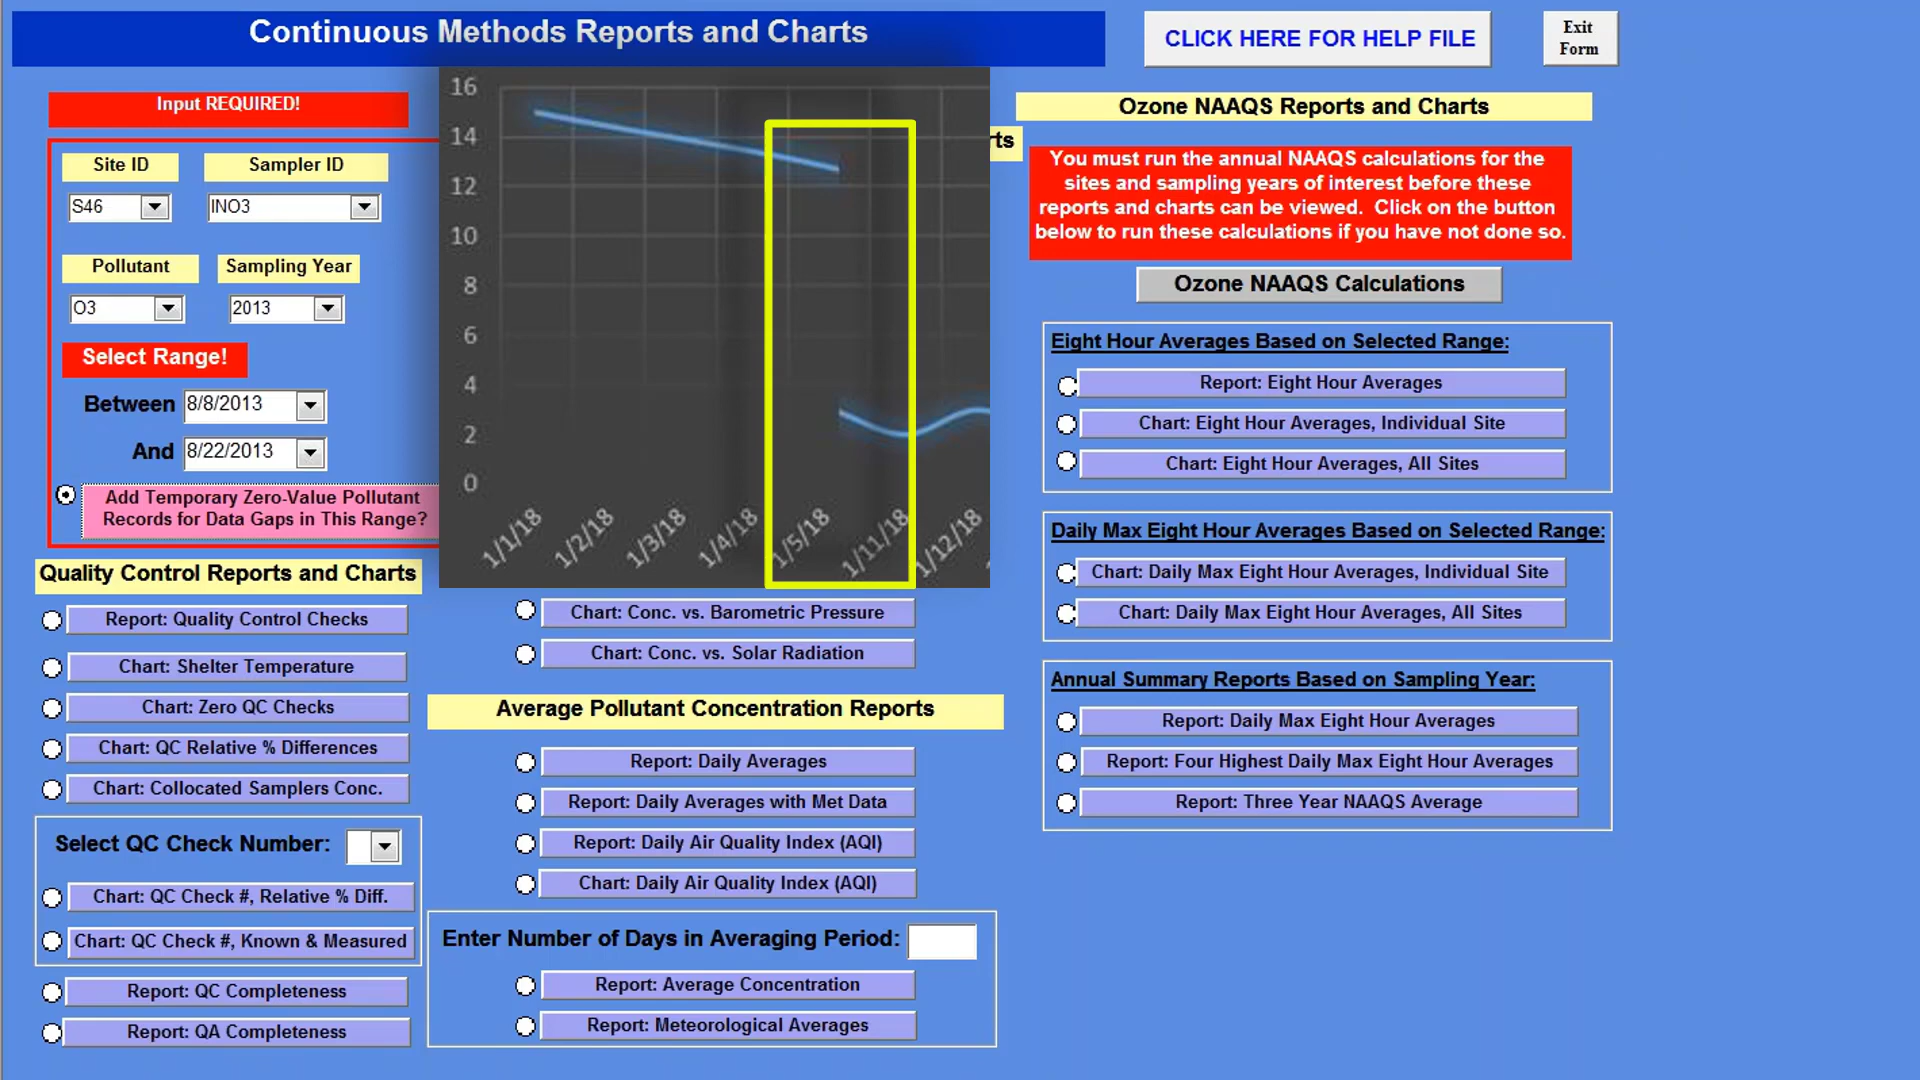 Continuous Methods Reports and Charts
CLICK HERE FOR HELP FILE
Exit
Form
Input REQUIRED!
Site ID
Sampler ID
S46
INO3
Pollutant
Sampling Year
O3
2013
Select Range!
Between
8/8/2013
And
8/22/2013
Add Temporary Zero-Value Pollutant
Records for Data Gaps in This Range?
Quality Control Reports and Charts
Report: Quality Control Checks
Chart: Shelter Temperature
Chart: Zero QC Checks
Chart: QC Relative % Differences
Chart: Collocated Samplers Conc.
Select QC Check Number:
Chart: QC Check #, Relative % Diff.
Chart: QC Check #, Known & Measured
Report: QC Completeness
Report: QA Completeness
16
14
12
10
8
6
4
2
0
1/1/18
1/2/18
1/3/18
1/4/18
1/5/18
1/11/18
1/12/18
rts
Chart: Conc. vs. Barometric Pressure
Chart: Conc. vs. Solar Radiation
Average Pollutant Concentration Reports
Report: Daily Averages
Report: Daily Averages with Met Data
Report: Daily Air Quality Index (AQI)
Chart: Daily Air Quality Index (AQI)
Enter Number of Days in Averaging Period:
Report: Average Concentration
Report: Meteorological Averages
Ozone NAAQS Reports and Charts
You must run the annual NAAQS calculations for the
sites and sampling years of interest before these
reports and charts can be viewed.  Click on the button
below to run these calculations if you have not done so.
Ozone NAAQS Calculations
Eight Hour Averages Based on Selected Range:
Report: Eight Hour Averages
Chart: Eight Hour Averages, Individual Site
Chart: Eight Hour Averages, All Sites
Daily Max Eight Hour Averages Based on Selected Range:
Chart: Daily Max Eight Hour Averages, Individual Site
Chart: Daily Max Eight Hour Averages, All Sites
Annual Summary Reports Based on Sampling Year:
Report: Daily Max Eight Hour Averages
Report: Four Highest Daily Max Eight Hour Averages
Report: Three Year NAAQS Average